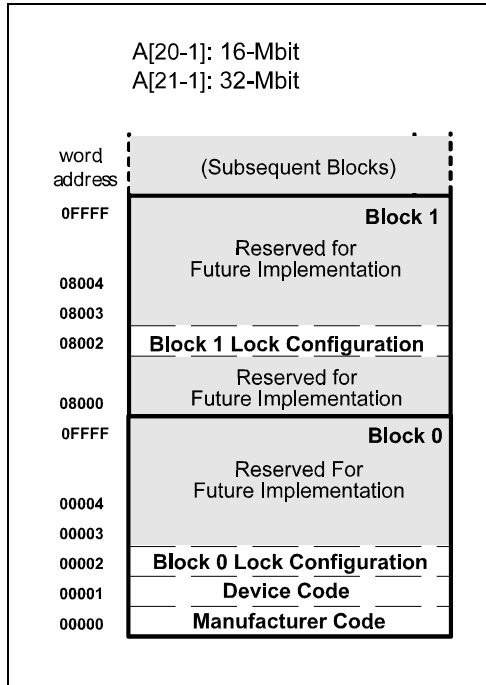 A[20-1]: 16-Mbit
A[21-1]: 32-Mbit
word
address
(Subsequent Blocks)
0FFFF
Block 1
Reserved for
Future Implementation
08004
08003
08002
Block 1 Lock Configuration
Reserved for
Future Implementation
08000
0FFFF
Block 0
Reserved For
Future Implementation
00004
00003
00002
Block 0 Lock Configuration
00001
Device Code
00000
Manufacturer Code